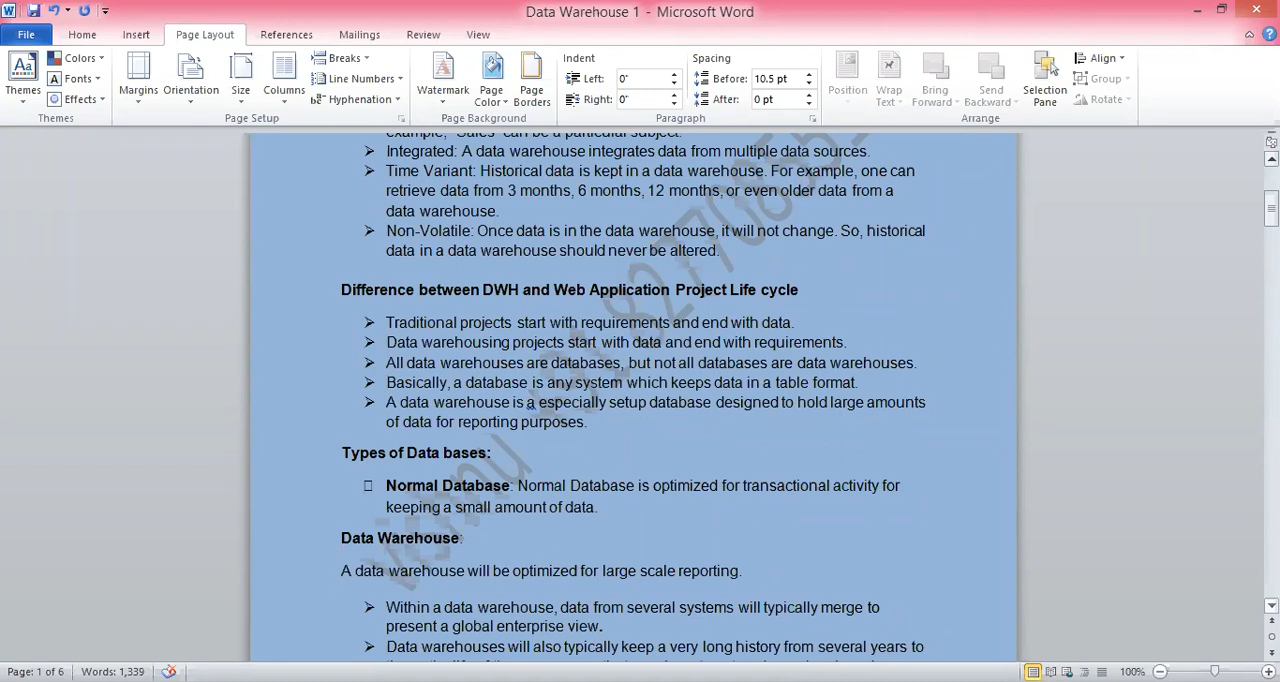 Data Warehouse 1 - Microsoft Word
File Home Insert Page Layout References Mailings Review View
Themes
Colors
Fonts
Effects
Themes
Margins Orientation Size Columns
Breaks
Line Numbers
Hyphenation
Page Setup
Watermark Page Color Page Borders
Page Background
Indent
Left: 0"
Right: 0"
Spacing
Before: 10.5 pt
After: 0 pt
Paragraph
Position Wrap Text Bring Forward Send Backward Selection Pane
Align
Group
Rotate
Arrange
example, "Sales" can be a particular subject.
Integrated: A data warehouse integrates data from multiple data sources.
Time Variant: Historical data is kept in a data warehouse. For example, one can
retrieve data from 3 months, 6 months, 12 months, or even older data from a
data warehouse.
Non-Volatile: Once data is in the data warehouse, it will not change. So, historical
data in a data warehouse should never be altered.
Difference between DWH and Web Application Project Life cycle
Traditional projects start with requirements and end with data.
Data warehousing projects start with data and end with requirements.
All data warehouses are databases, but not all databases are data warehouses.
Basically, a database is any system which keeps data in a table format.
A data warehouse is a especially setup database designed to hold large amounts
of data for reporting purposes.
Types of Data bases:
Normal Database: Normal Database is optimized for transactional activity for
keeping a small amount of data.
Data Warehouse:
A data warehouse will be optimized for large scale reporting.
Within a data warehouse, data from several systems will typically merge to
present a global enterprise view.
Data warehouses will also typically keep a very long history from several years to
vishnu
Page: 1 of 6 Words: 1,339 100%